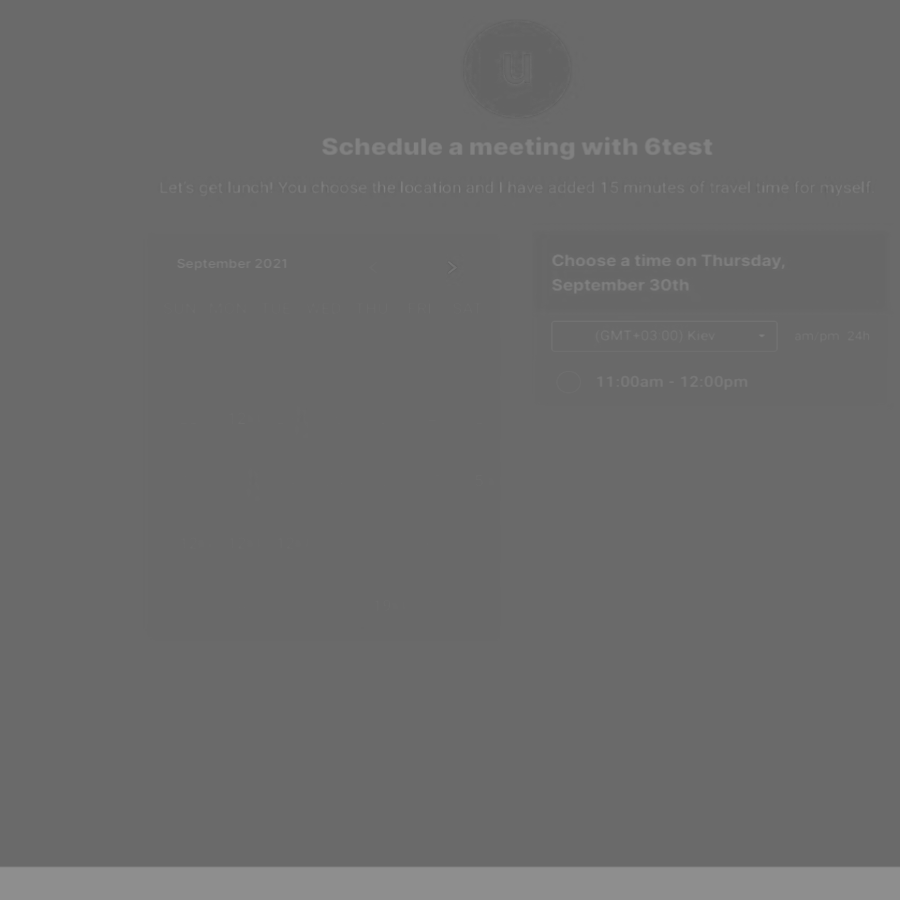 Schedule a meeting with 6test
Let's get lunch! You choose the location and I have added 15 minutes of travel time for myself
September 2021
Choose a time on Thursday,
September 30th
(GMT+03:00) Kiev
am/pm 24h
11:00am - 12:00pm